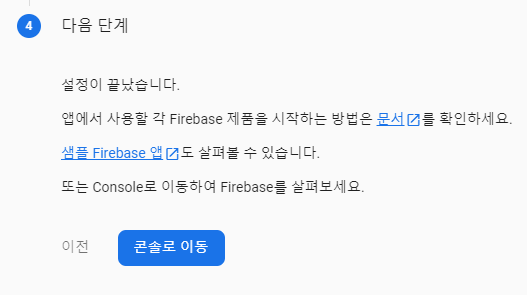 4 다음 단계
설정이 끝났습니다.
앱에서 사용할 각 Firebase 제품을 시작하는 방법은 문서를 확인하세요.
샘플 Firebase 앱도 살펴볼 수 있습니다.
또는 Console로 이동하여 Firebase를 살펴보세요.
이전 콘솔로 이동